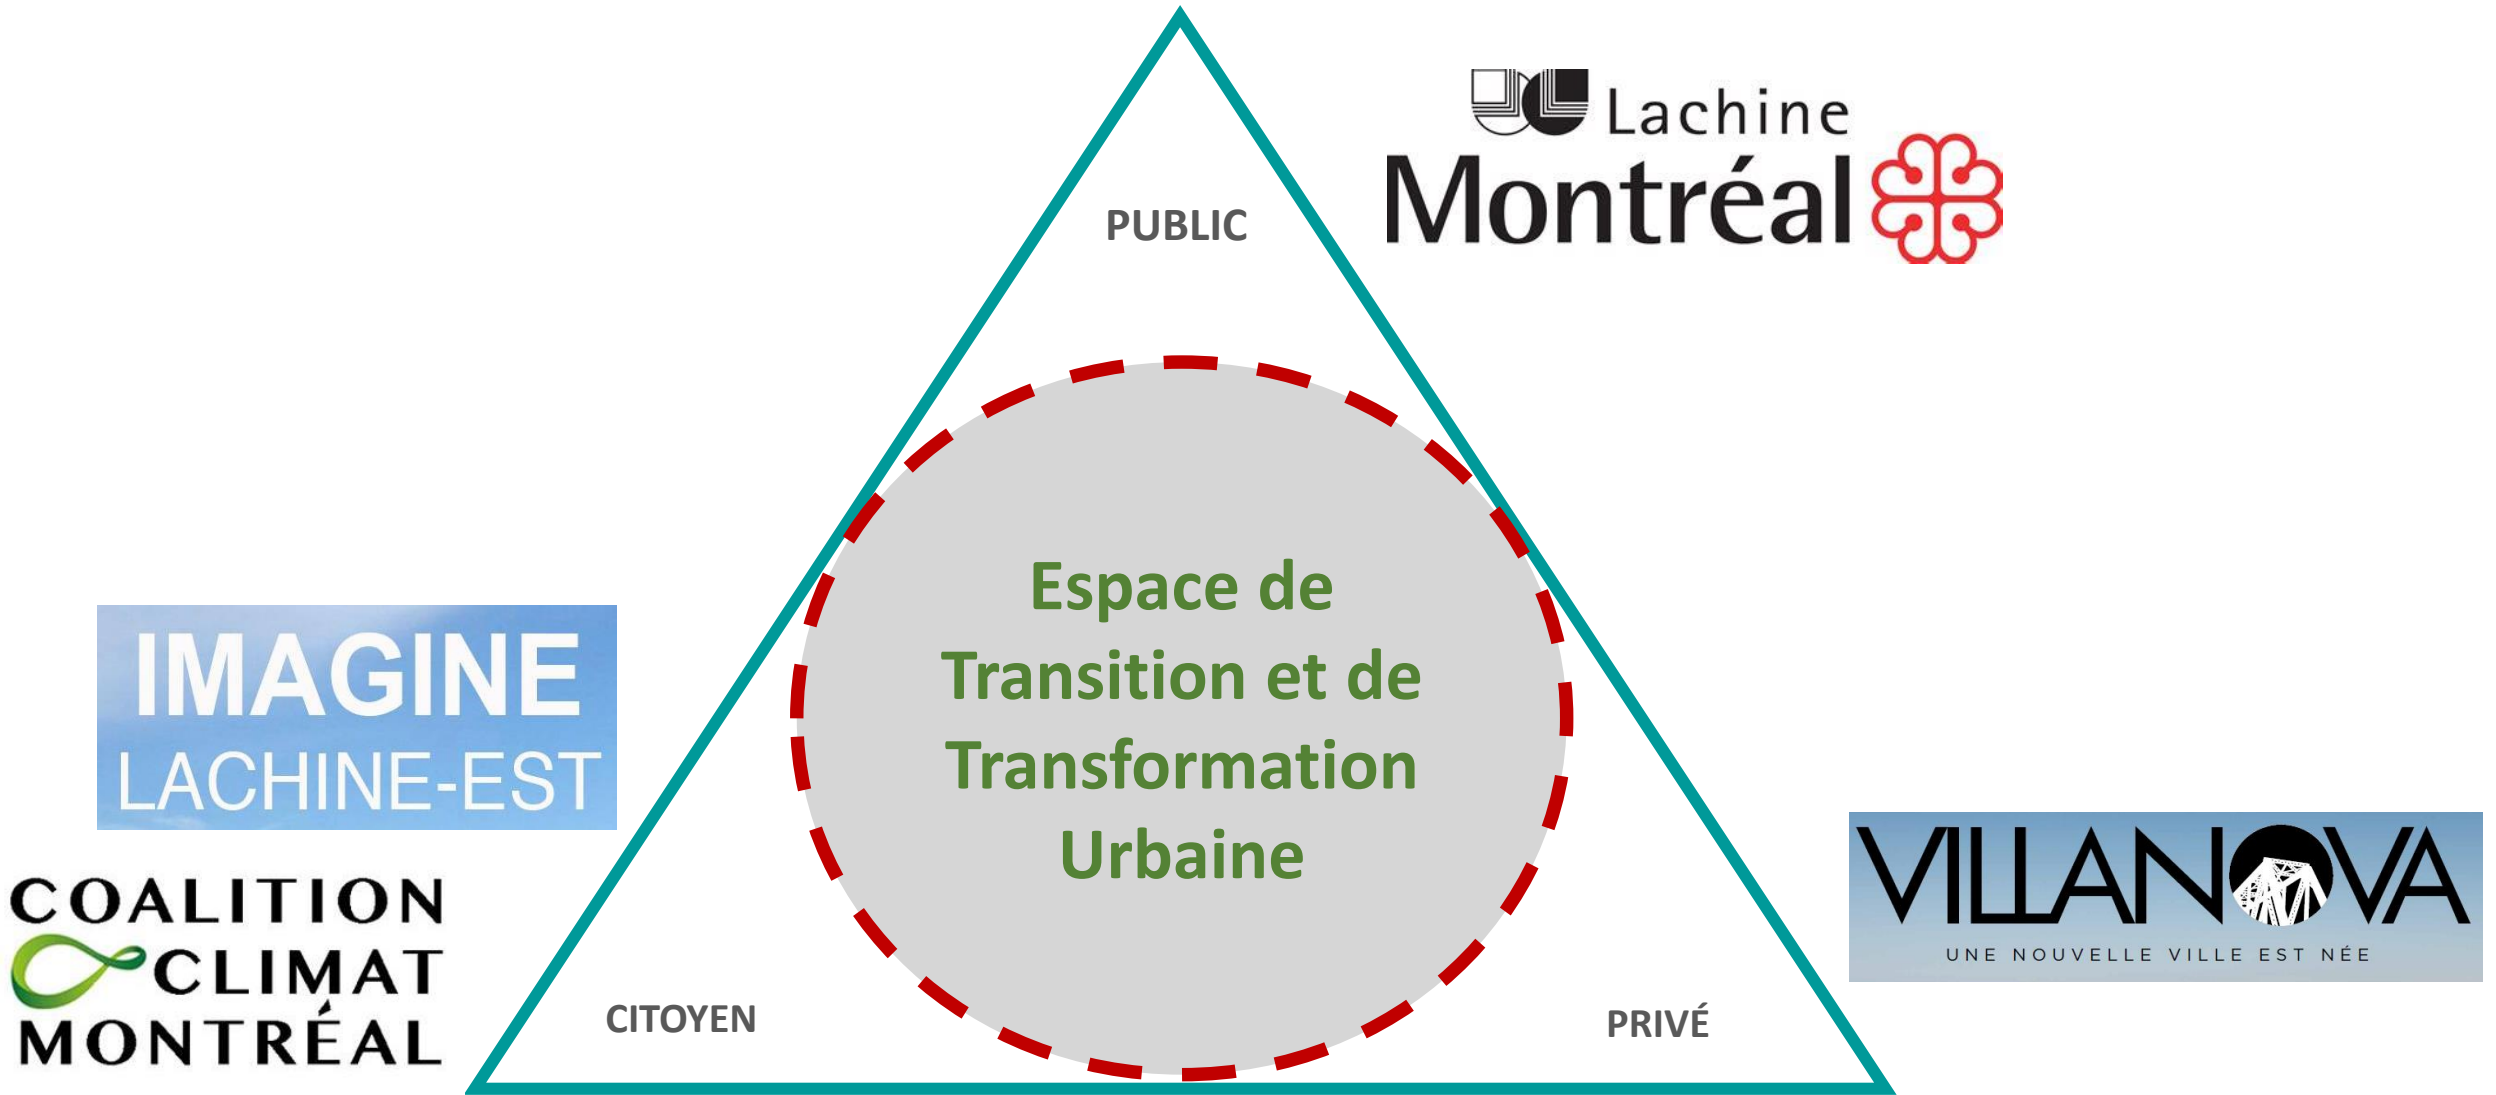 Lachine
Montréal
PUBLIC
Espace de
Transition et de
Transformation
Urbaine
IMAGINE
LACHINE-EST
COALITION
CLIMAT
MONTRÉAL
VILLANOVA
UNE NOUVELLE VILLE EST NÉE
CITOYEN
PRIVÉ